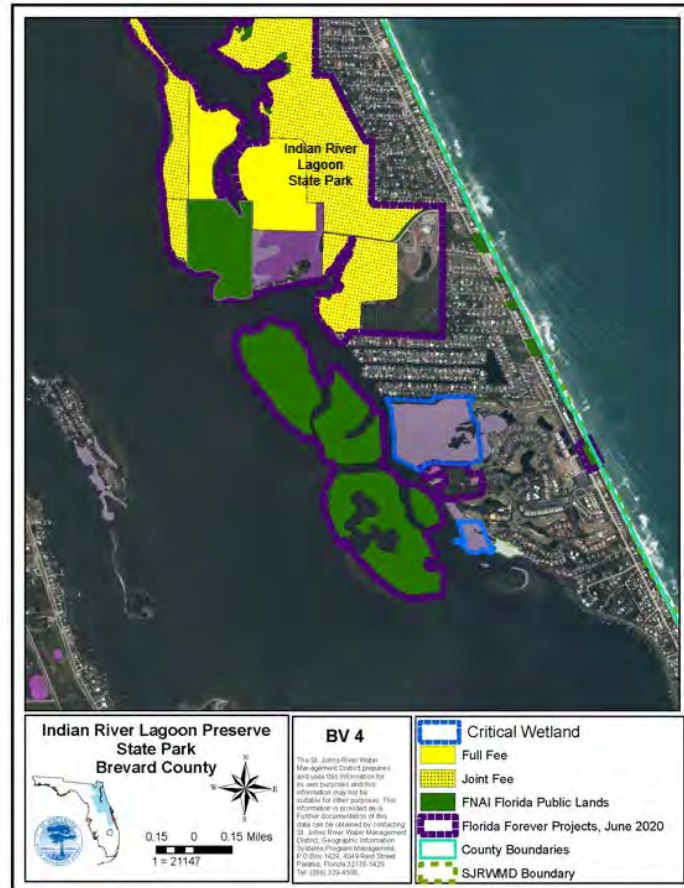 Indian River
Lagoon
State Park
Indian River Lagoon Preserve
State Park
Brevard County
N
W
E
S
0.15 0 0.15 Miles
1 = 21147
BV 4
The St. Johns River Water
Management District prepares
and uses this information for
its own purposes and this
information may not be
suitable for other purposes. This
information is provided as is.
Further documentation of this
data can be obtained by contacting:
St. Johns River Water Management
District, Geographic Information
Systems Program Management,
P.O. Box 1429, 4049 Reid Street
Palatka, Florida 32178-1429
Critical Wetland
Full Fee
Joint Fee
FNAI Florida Public Lands
Florida Forever Projects, June 2020
County Boundaries
SJRWMD Boundary